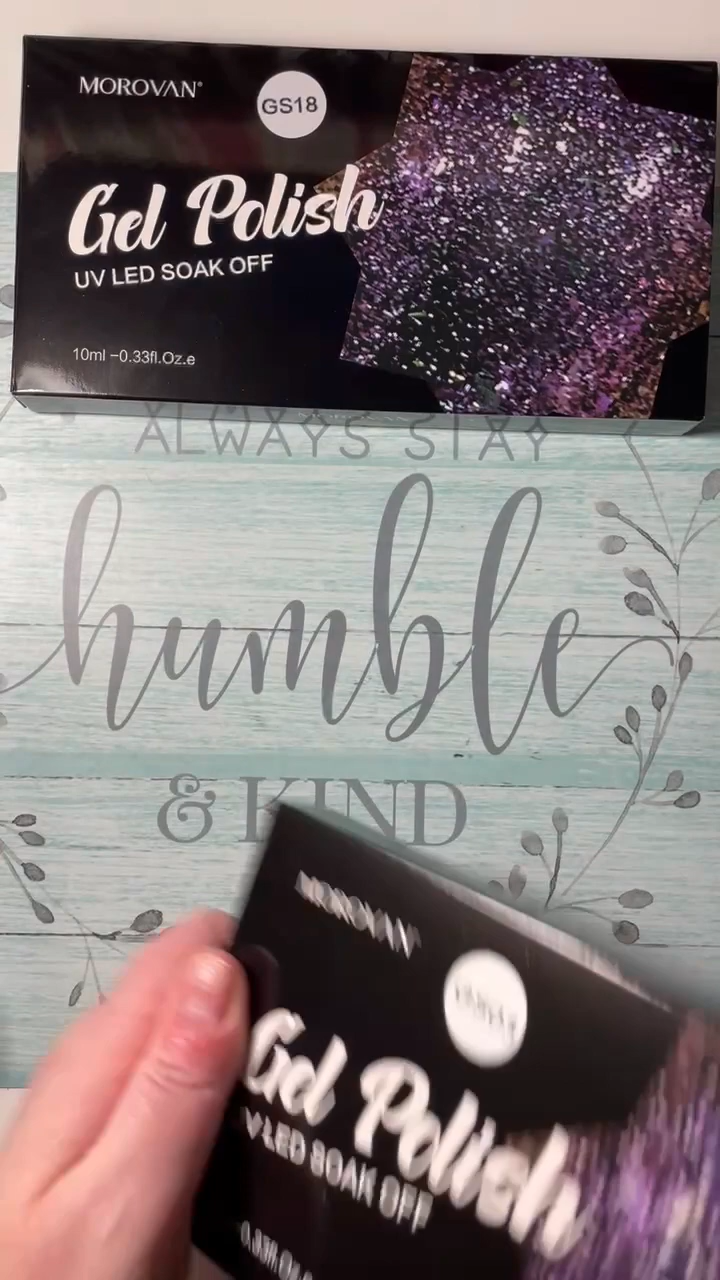 MOROVAN®
GS18
Gel Polish
UV LED SOAK OFF
10ml –0.33fl.Oz.e
ALWAYS STAY
humble
& KIND
MOROVAN
Gel Polish
UV LED SOAK OFF